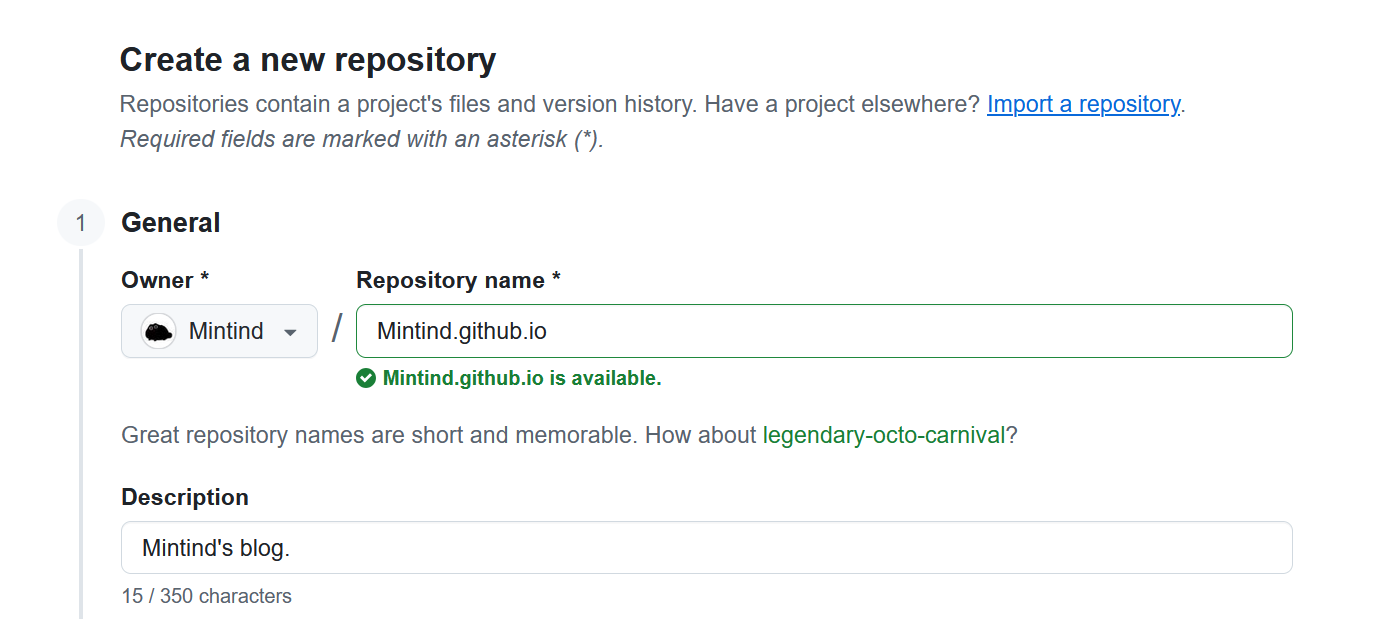 Create a new repository
Repositories contain a project's files and version history. Have a project elsewhere? Import a repository.
Required fields are marked with an asterisk (*).
1
General
Owner *
Repository name *
Mintind
/
Mintind.github.io
Mintind.github.io is available.
Great repository names are short and memorable. How about legendary-octo-carnival?
Description
Mintind's blog.
15 / 350 characters